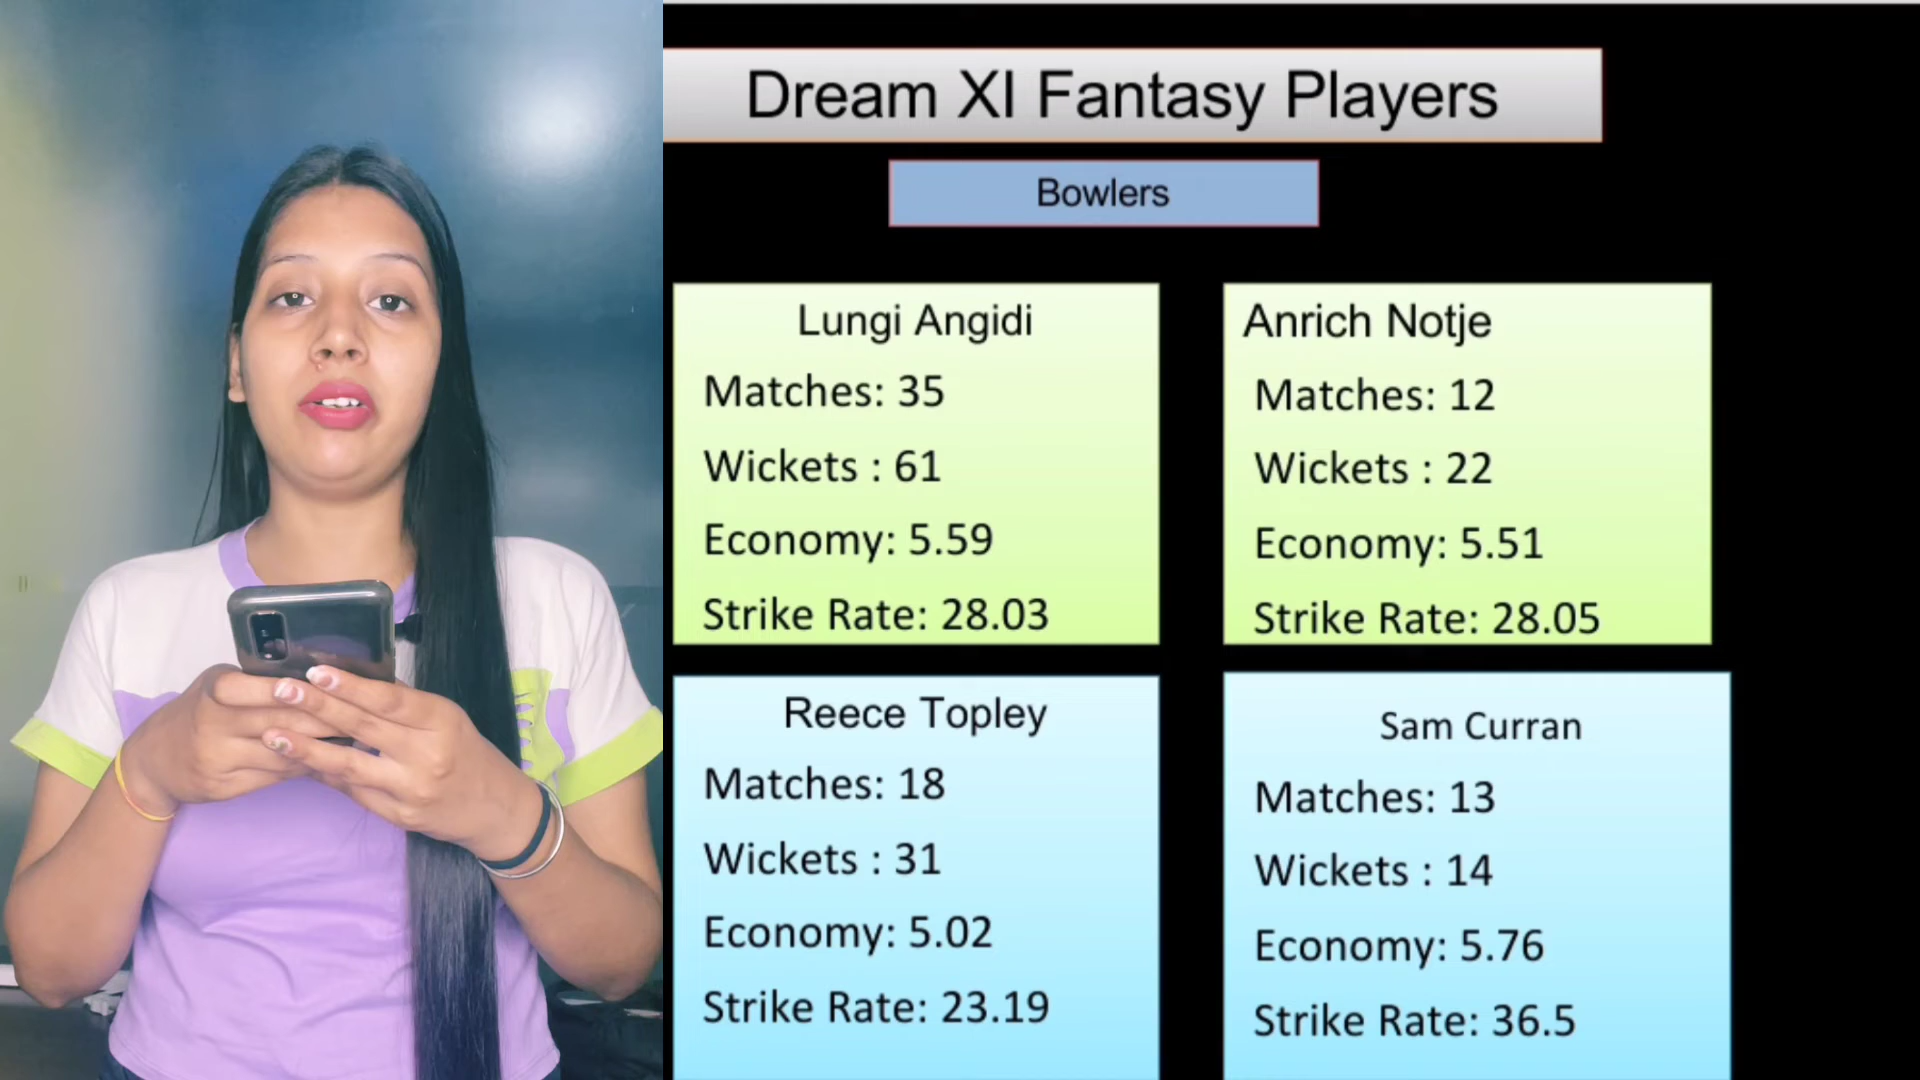 Dream XI Fantasy Players
Bowlers
Lungi Angidi
Matches: 35
Wickets : 61
Economy: 5.59
Strike Rate: 28.03
Anrich Notje
Matches: 12
Wickets : 22
Economy: 5.51
Strike Rate: 28.05
Reece Topley
Matches: 18
Wickets : 31
Economy: 5.02
Strike Rate: 23.19
Sam Curran
Matches: 13
Wickets : 14
Economy: 5.76
Strike Rate: 36.5